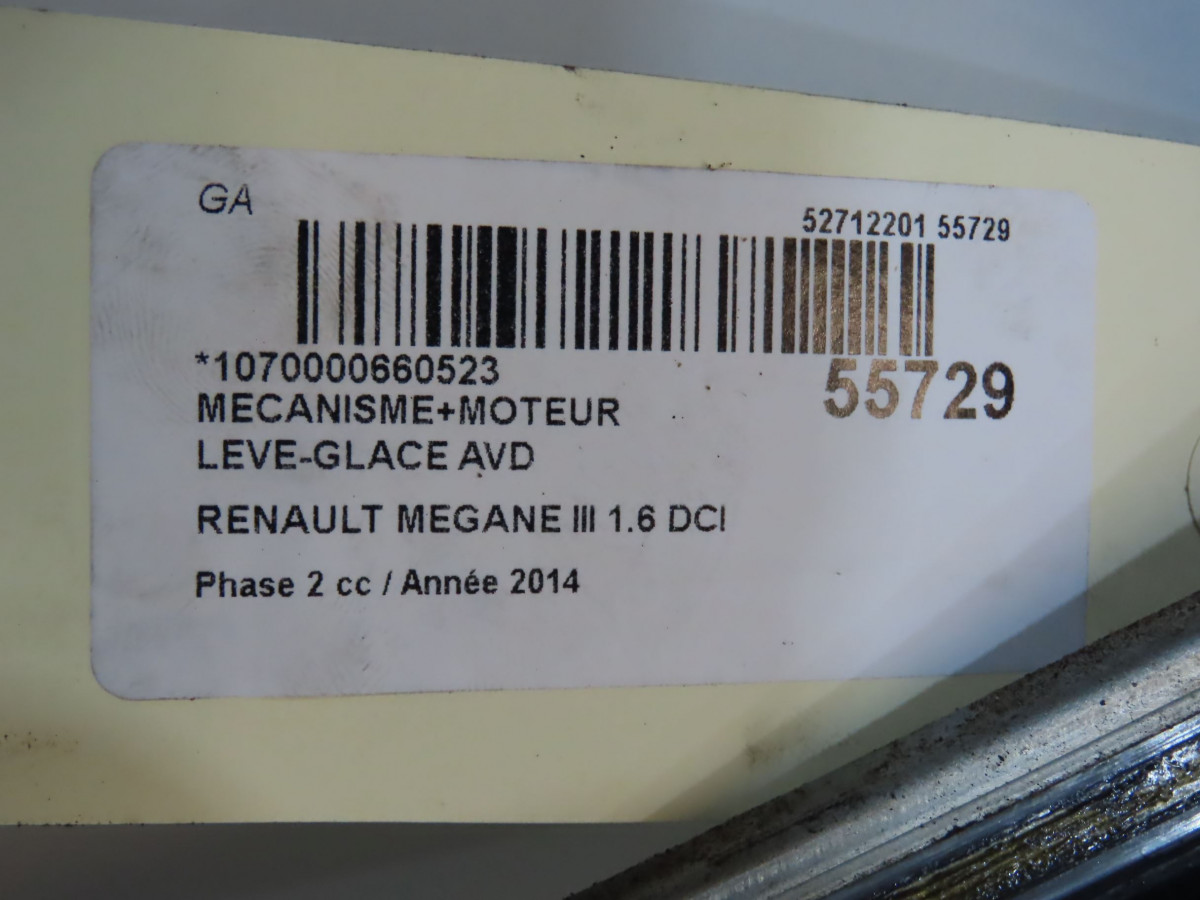 GA
52712201 55729
*1070000660523
55729
MECANISME+MOTEUR
LEVE-GLACE AVD
RENAULT MEGANE III 1.6 DCI
Phase 2 cc / Année 2014